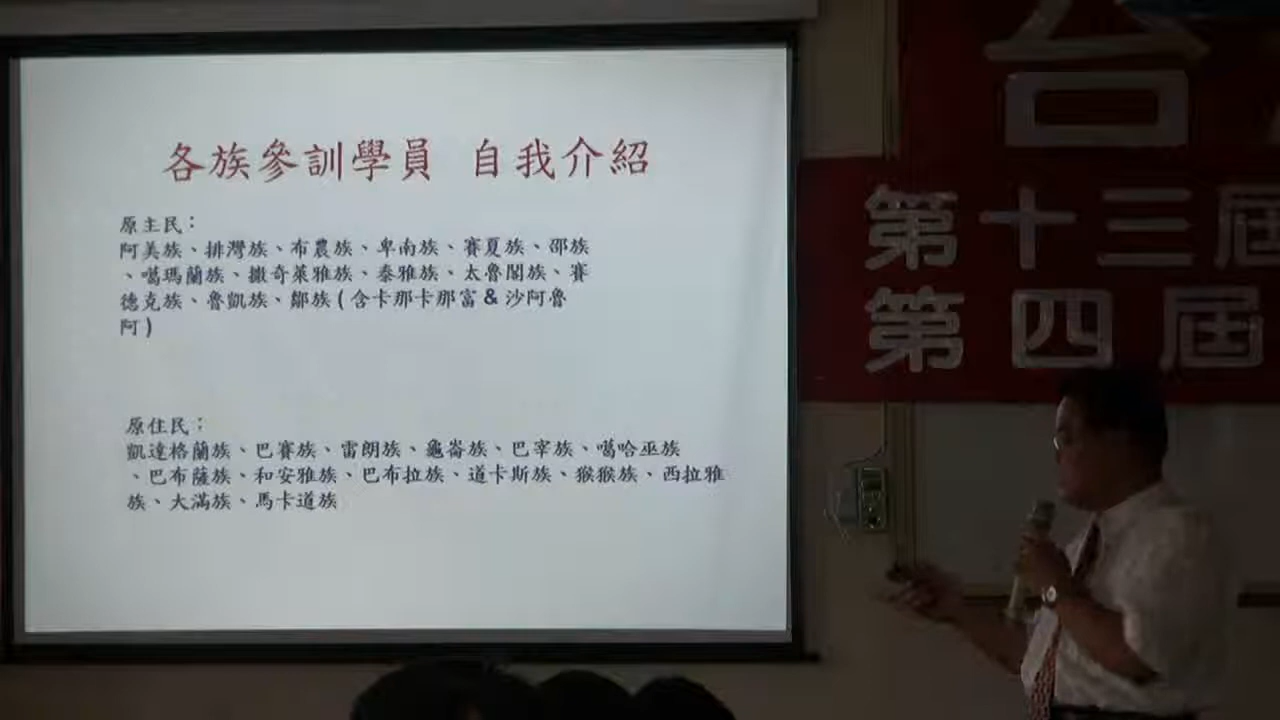 各族參訓學員 自我介紹
原主民：
阿美族、排灣族、布農族、卑南族、賽夏族、邵族
、噶瑪蘭族、撒奇萊雅族、泰雅族、太魯閣族、賽
德克族、魯凱族、鄒族(含卡那卡那富&沙阿魯
阿)
原住民；
凱達格蘭族、巴賽族、雷朗族、龜崙族、巴宰族、噶哈巫族
、巴布薩族、和安雅族、巴布拉族、道卡斯族、猴猴族、西拉雅
族、大滿族、馬卡道族
台
第十三屆
第四屆